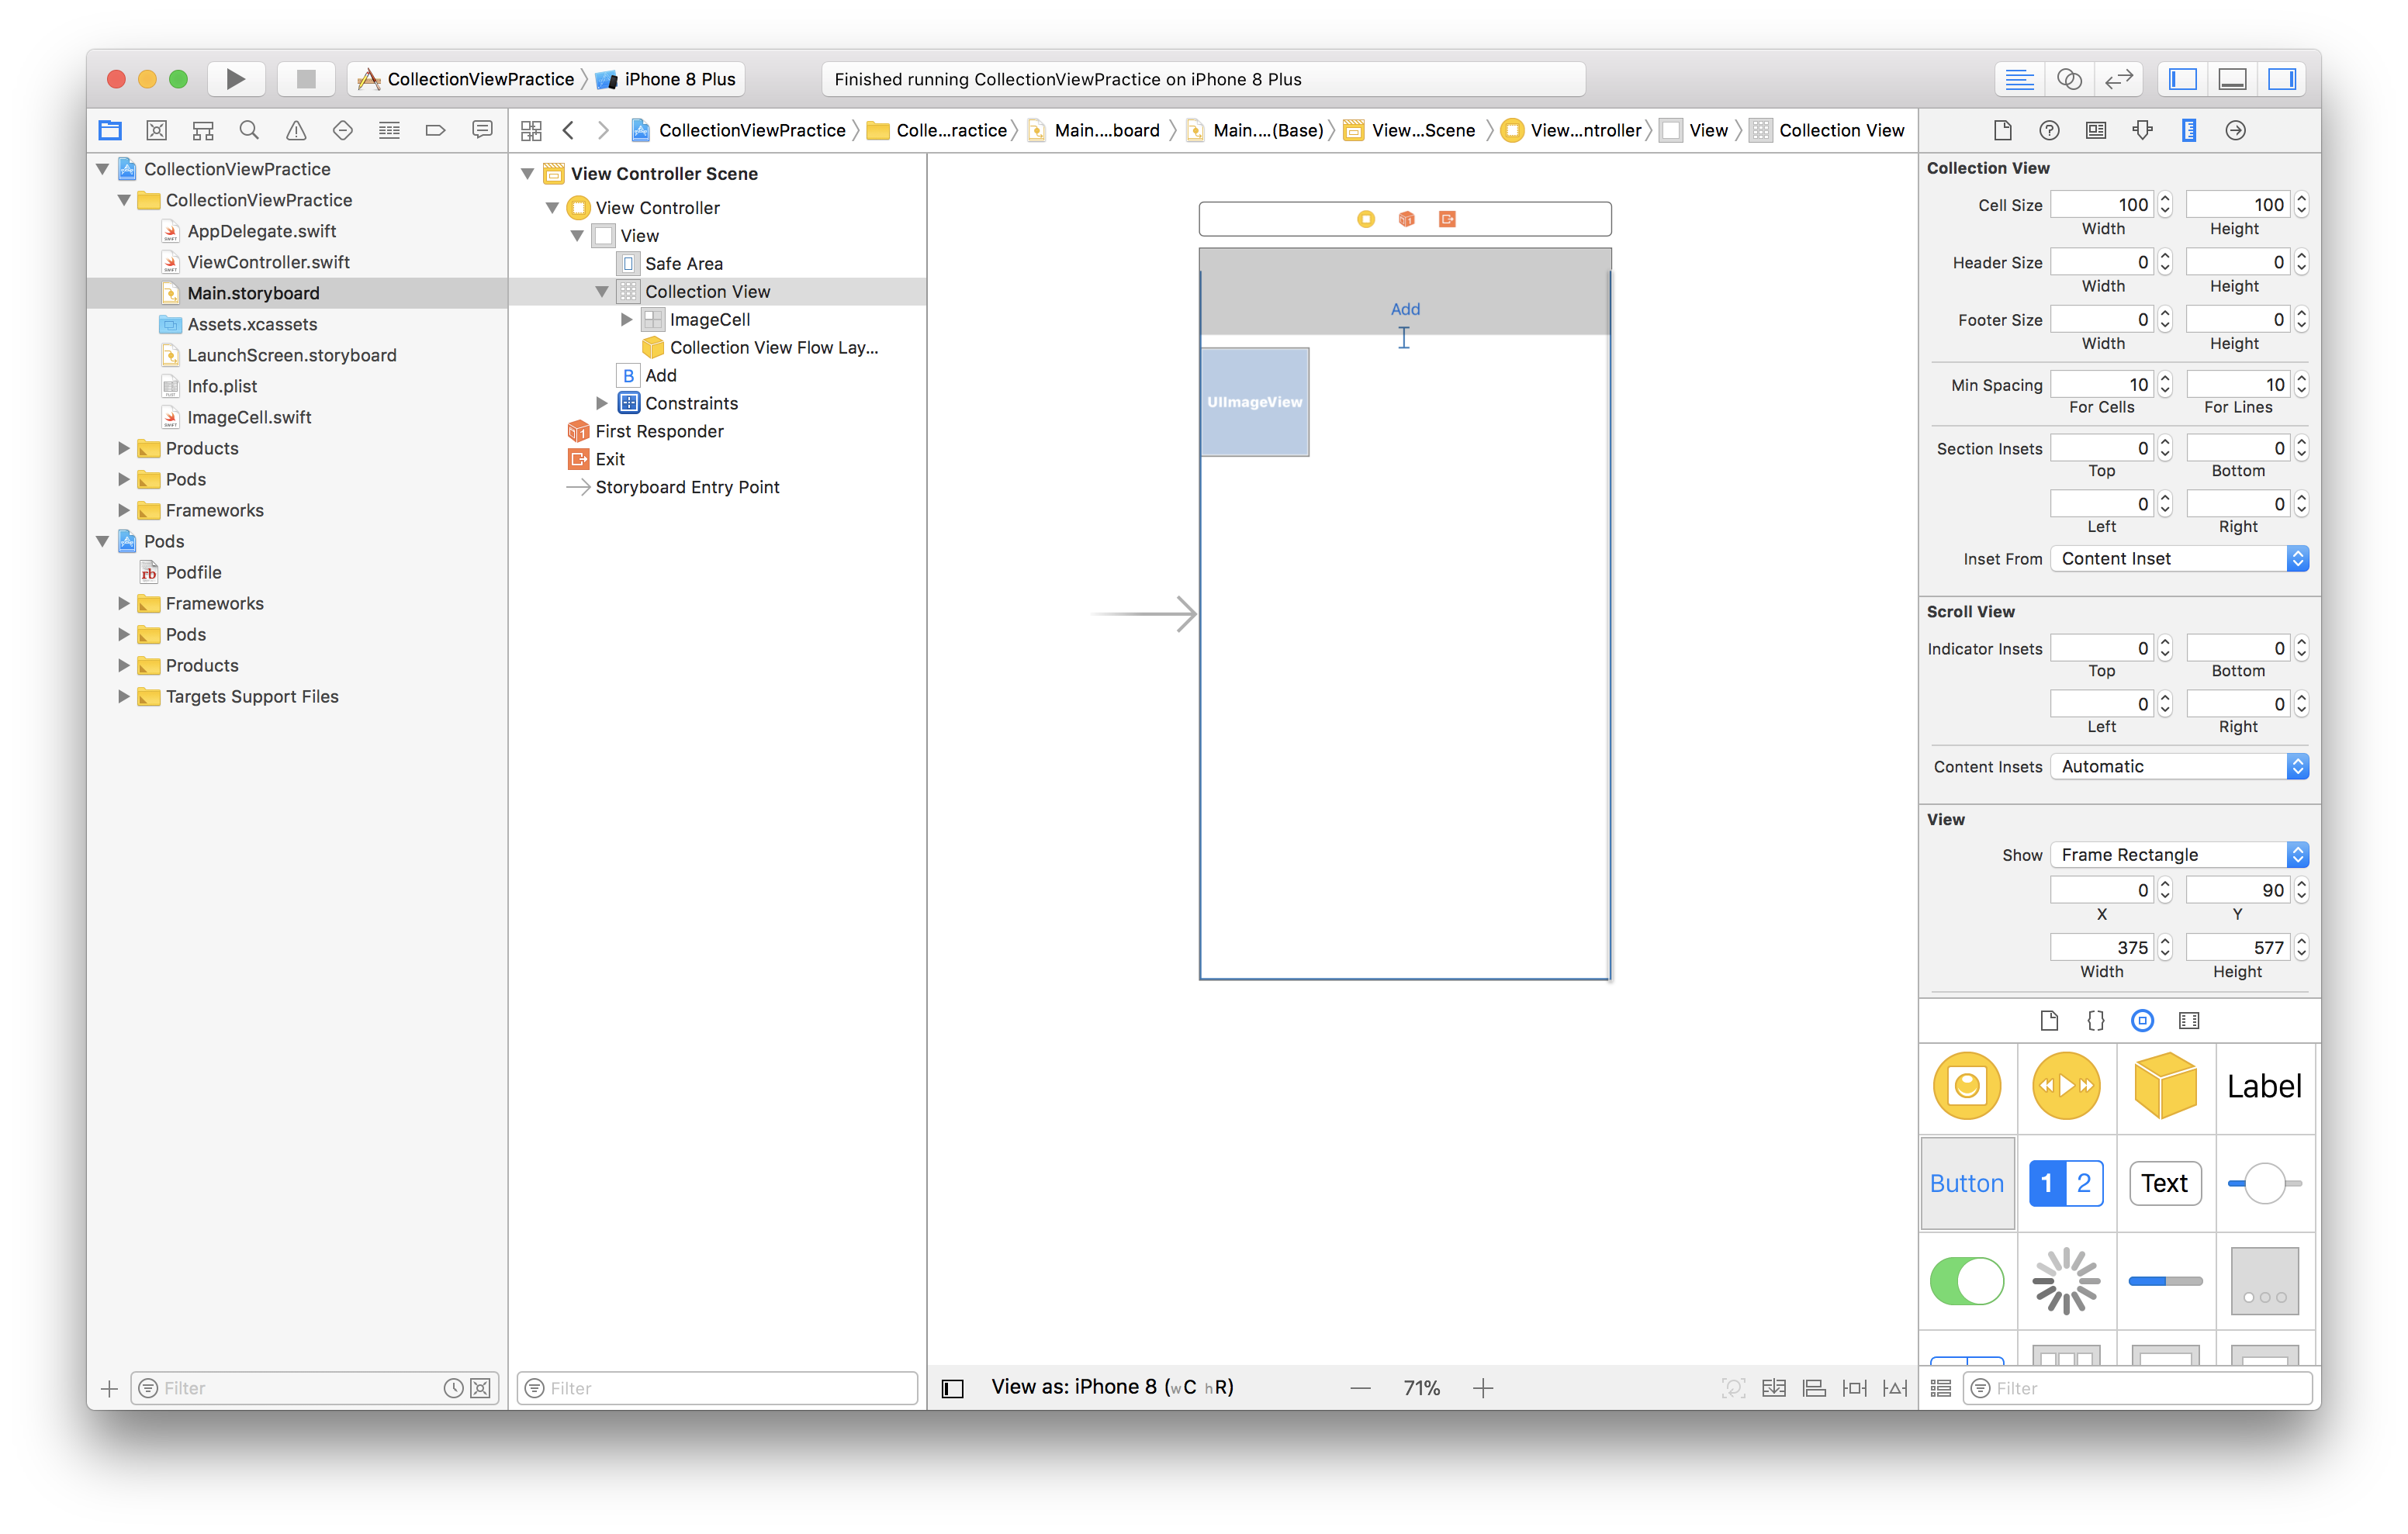 CollectionViewPractice iPhone 8 Plus
Finished running CollectionViewPractice on iPhone 8 Plus
CollectionViewPractice Colle...ractice Main....board Main....(Base) View...Scene View...ntroller View Collection View
CollectionViewPractice
CollectionViewPractice
AppDelegate.swift
ViewController.swift
Main.storyboard
Assets.xcassets
LaunchScreen.storyboard
Info.plist
ImageCell.swift
Products
Pods
Frameworks
Pods
rb Podfile
Frameworks
Pods
Products
Targets Support Files
Filter
View Controller Scene
View Controller
View
Safe Area
Collection View
ImageCell
Collection View Flow Lay...
B Add
Constraints
First Responder
Exit
Storyboard Entry Point
Filter
Add
UIImageView
View as: iPhone 8 (wC hR)
71%
Collection View
Cell Size 100 100
Width Height
Header Size 0 0
Width Height
Footer Size 0 0
Width Height
Min Spacing 10 10
For Cells For Lines
Section Insets 0 0
Top Bottom
0 0
Left Right
Inset From Content Inset
Scroll View
Indicator Insets 0 0
Top Bottom
0 0
Left Right
Content Insets Automatic
View
Show Frame Rectangle
0 90
X Y
375 577
Width Height
{}
Label
Button 1 2 Text
Filter